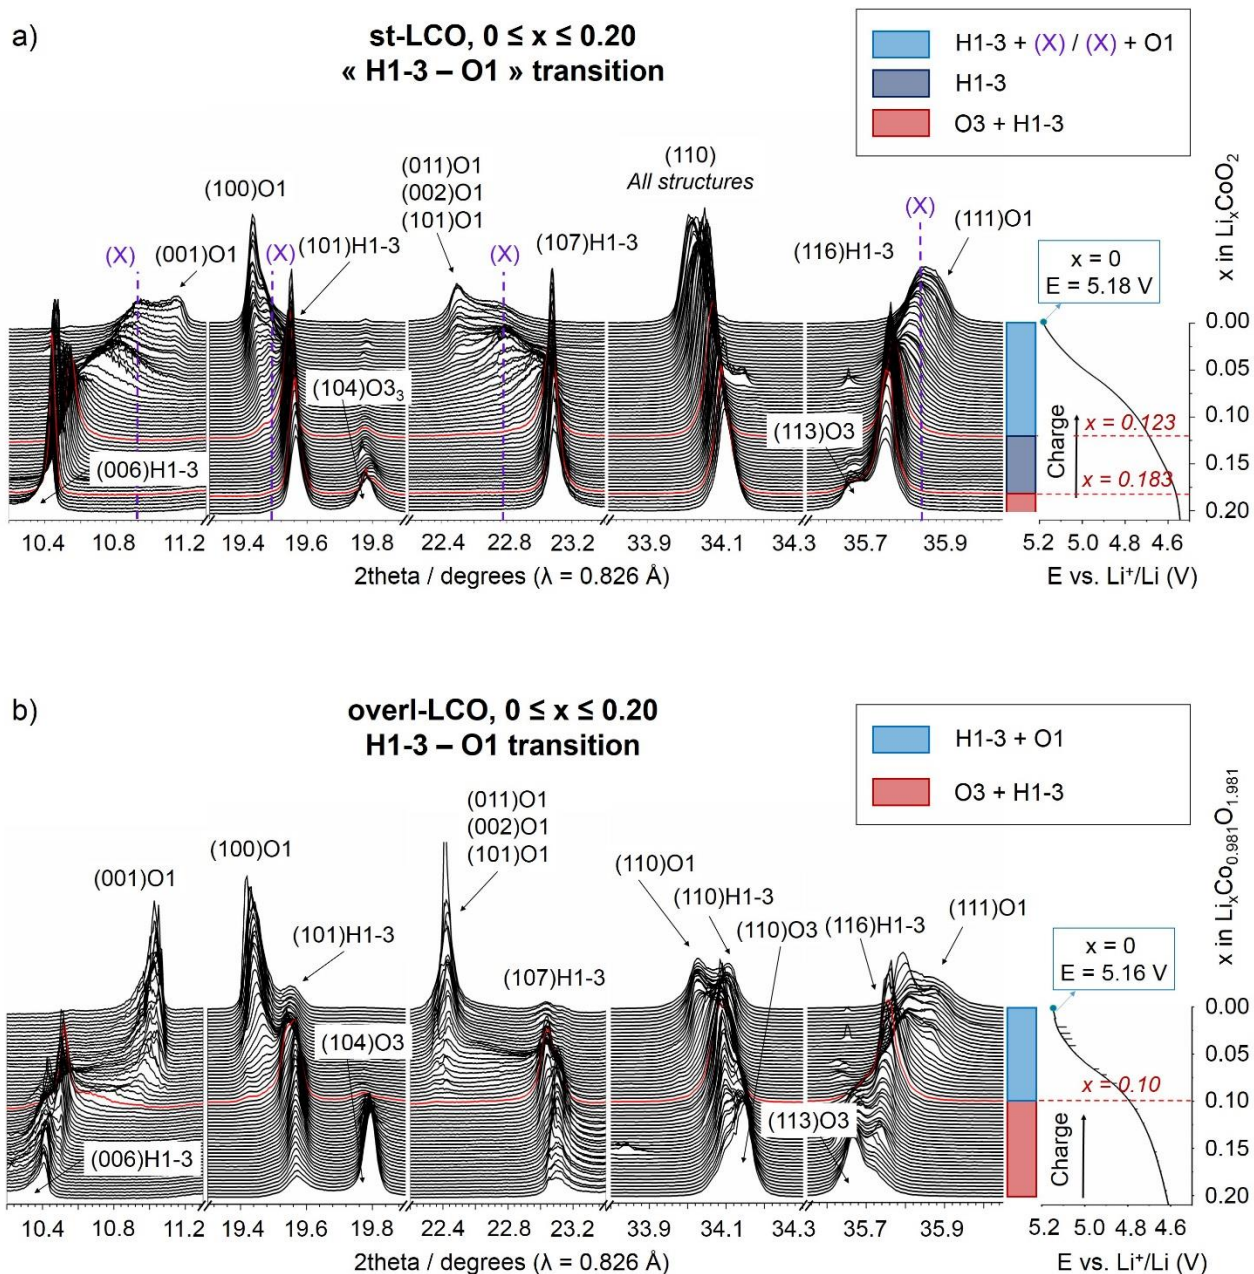 a)
st-LCO, 0 ≤ x ≤ 0.20
« H1-3 – O1 » transition
H1-3 + (X) / (X) + O1
H1-3
O3 + H1-3
(X)
(001)O1
(100)O1
(X)
(101)H1-3
(011)O1
(002)O1
(101)O1
(X)
(107)H1-3
(110)
All structures
(116)H1-3
(X)
(111)O1
(006)H1-3
(104)O3₃
(113)O3
x = 0
E = 5.18 V
x = 0.123
x = 0.183
Charge
x in LiₓCoO₂
0.00
0.05
0.10
0.15
0.20
10.4 10.8 11.2 19.4 19.6 19.8 22.4 22.8 23.2 33.9 34.1 34.3 35.7 35.9
5.2 5.0 4.8 4.6
2theta / degrees (λ = 0.826 Å)
E vs. Li⁺/Li (V)
b)
overl-LCO, 0 ≤ x ≤ 0.20
H1-3 – O1 transition
H1-3 + O1
O3 + H1-3
(001)O1
(100)O1
(101)H1-3
(011)O1
(002)O1
(101)O1
(107)H1-3
(110)O1
(110)H1-3
(110)O3
(116)H1-3
(111)O1
(006)H1-3
(104)O3
(113)O3
x = 0
E = 5.16 V
x = 0.10
Charge
x in LiₓCo₀.₉₈₁O₁.₉₈₁
0.00
0.05
0.10
0.15
0.20
10.4 10.8 11.2 19.4 19.6 19.8 22.4 22.8 23.2 33.9 34.1 34.3 35.7 35.9
5.2 5.0 4.8 4.6
2theta / degrees (λ = 0.826 Å)
E vs. Li⁺/Li (V)